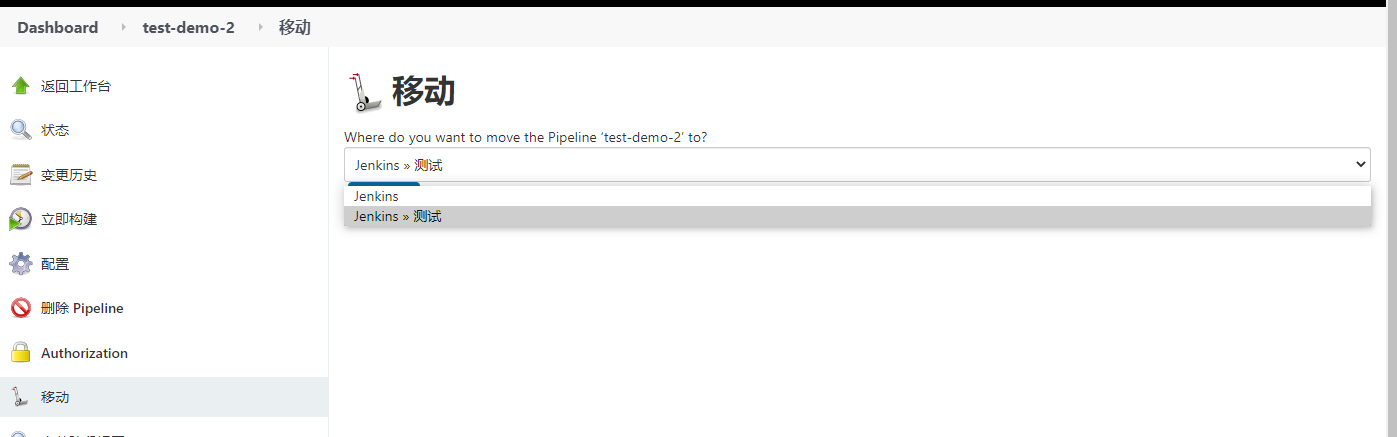 Dashboard test-demo-2 移动
返回工作台
状态
变更历史
立即构建
配置
删除 Pipeline
Authorization
移动
移动
Where do you want to move the Pipeline ‘test-demo-2’ to?
Jenkins » 测试
Jenkins
Jenkins » 测试